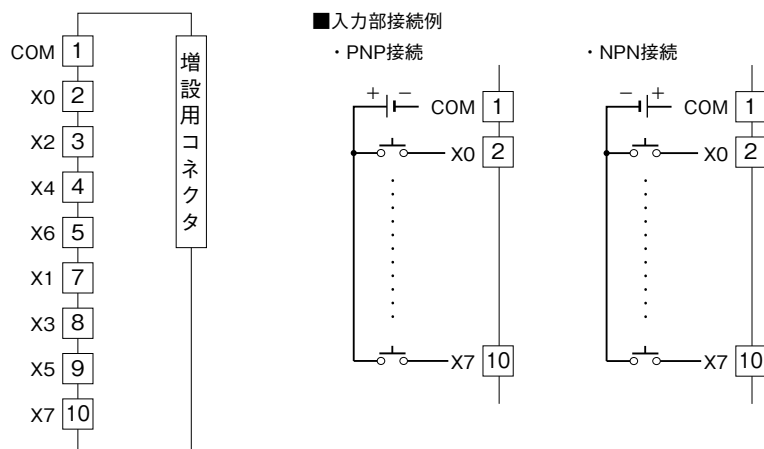 COM 1
X0 2
X2 3
X4 4
X6 5
X1 7
X3 8
X5 9
X7 10
増設用コネクタ
■入力部接続例
・PNP接続
+ −
COM 1
X0 2
X7 10
・NPN接続
− +
COM 1
X0 2
X7 10